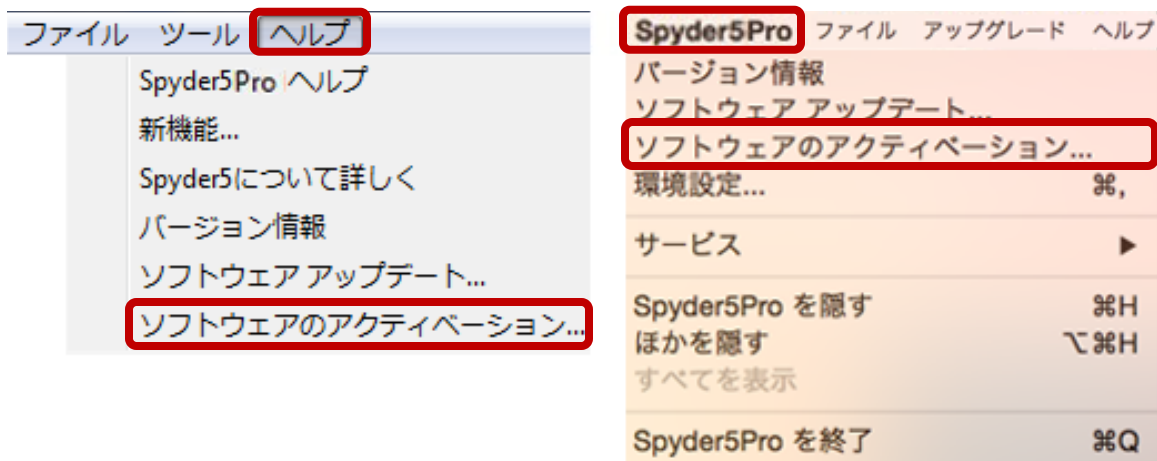 ファイル ツール ヘルプ
Spyder5Pro ヘルプ
新機能...
Spyder5について詳しく
バージョン情報
ソフトウェア アップデート...
ソフトウェアのアクティベーション...
Spyder5Pro ファイル アップグレード ヘルプ
バージョン情報
ソフトウェア アップデート...
ソフトウェアのアクティベーション...
環境設定... ⌘,
サービス ▶
Spyder5Pro を隠す ⌘H
ほかを隠す ⌥⌘H
すべてを表示
Spyder5Pro を終了 ⌘Q